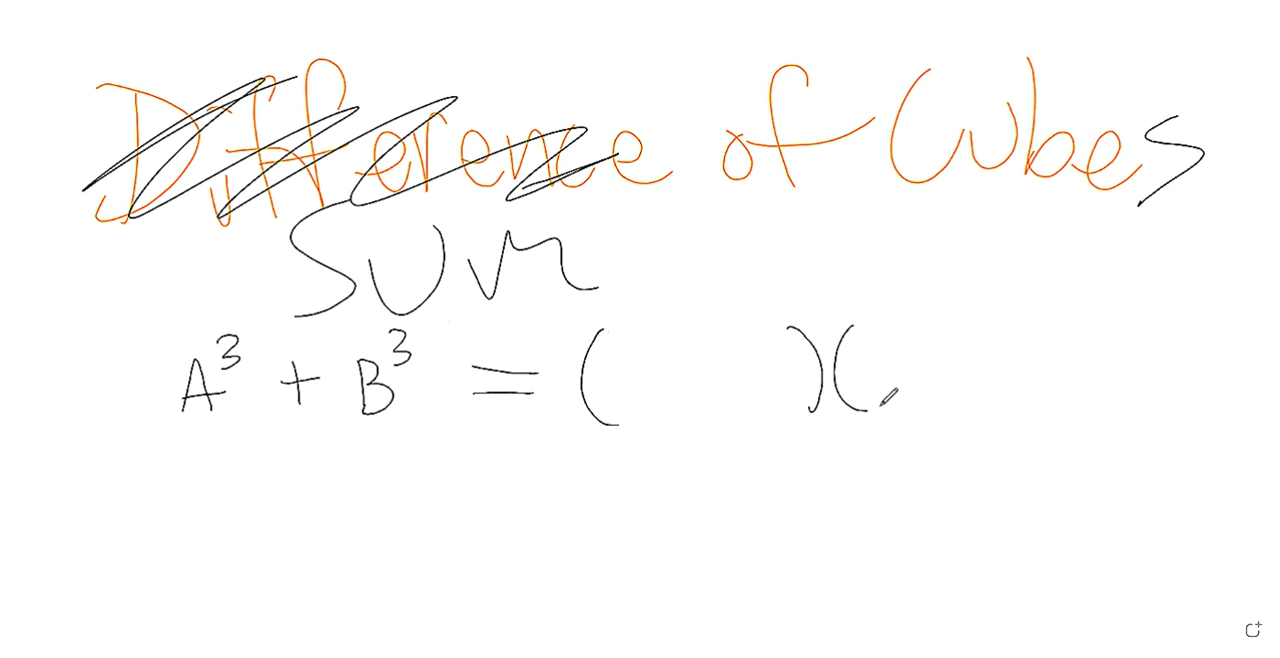 Difference of Cubes
Sum
A³ + B³ = ( )(